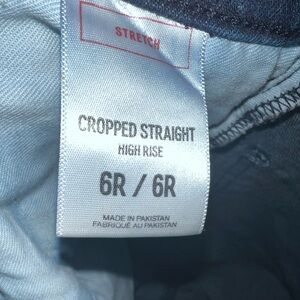 STRETCH
CROPPED STRAIGHT
HIGH RISE
6R / 6R
MADE IN PAKISTAN
FABRIQUÉ AU PAKISTAN